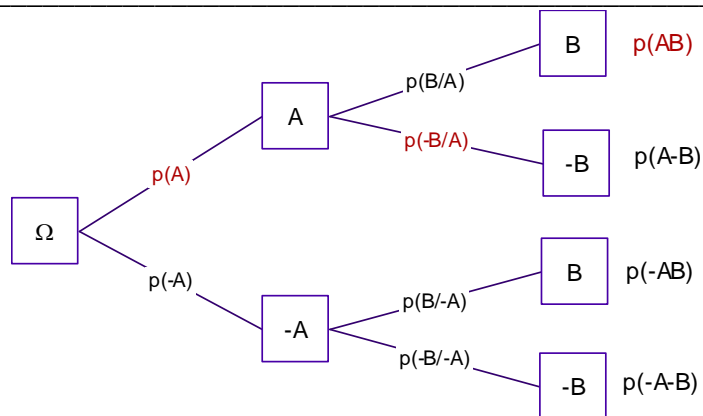 B p(AB)
p(B/A)
A
p(-B/A)
-B p(A-B)
p(A)
Ω
p(-A)
B p(-AB)
p(B/-A)
-A
p(-B/-A)
-B p(-A-B)